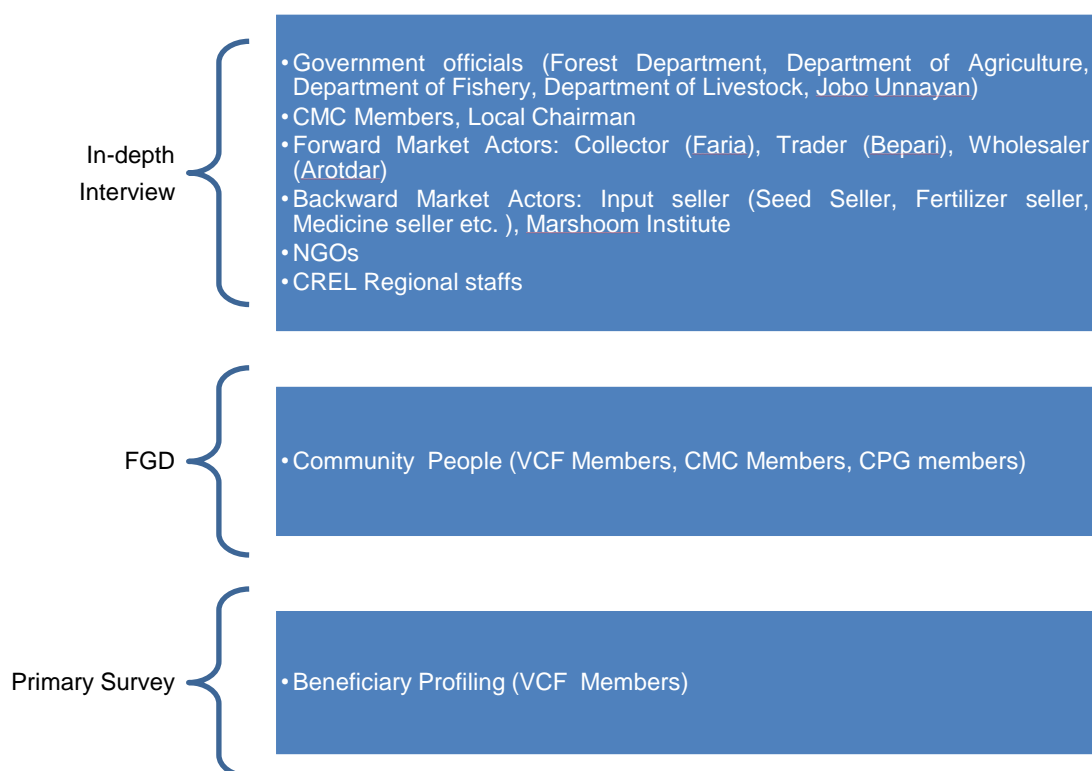 In-depth
Interview
•Government officials (Forest Department, Department of Agriculture,
Department of Fishery, Department of Livestock, Jobo Unnayan)
•CMC Members, Local Chairman
•Forward Market Actors: Collector (Faria), Trader (Bepari), Wholesaler
(Arotdar)
•Backward Market Actors: Input seller (Seed Seller, Fertilizer seller,
Medicine seller etc. ), Marshoom Institute
•NGOs
•CREL Regional staffs
FGD
•Community People (VCF Members, CMC Members, CPG members)
Primary Survey
•Beneficiary Profiling (VCF Members)